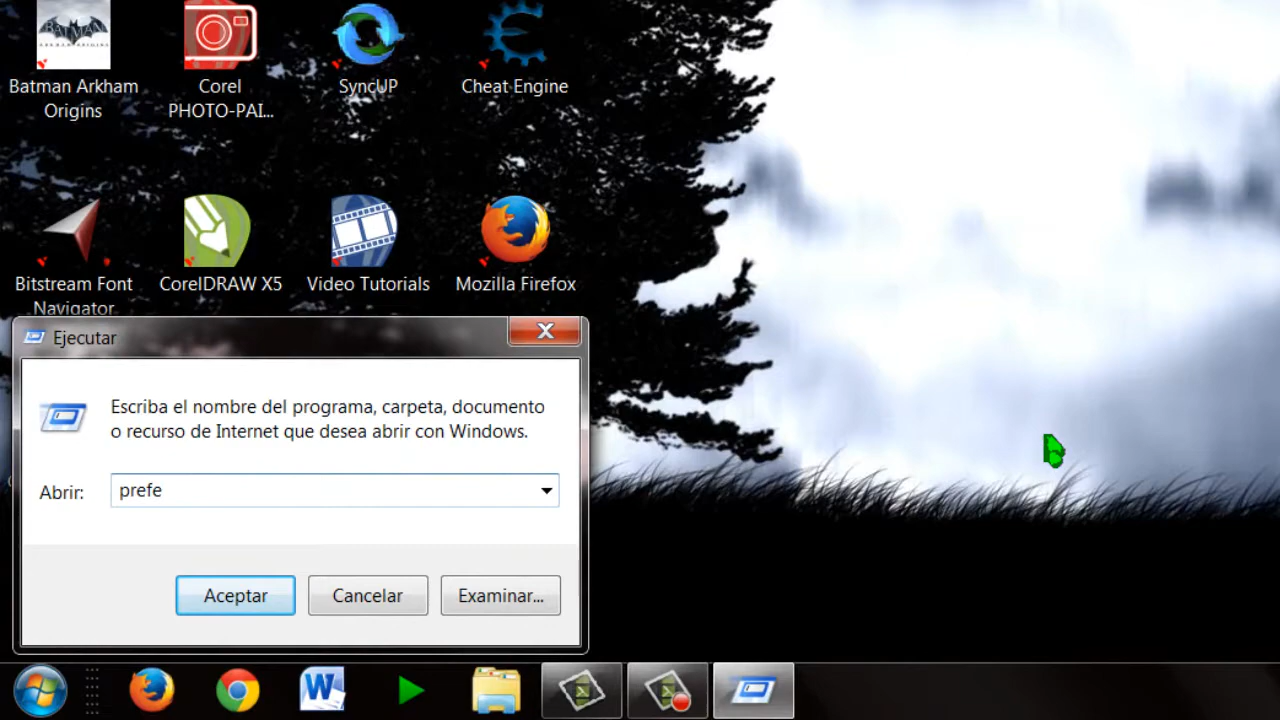 BATMAN
Batman Arkham
Origins
Corel
PHOTO-PAI...
SyncUP
Cheat Engine
Bitstream Font
Navigator
CorelDRAW X5
Video Tutorials
Mozilla Firefox
Ejecutar
X
Escriba el nombre del programa, carpeta, documento
o recurso de Internet que desea abrir con Windows.
Abrir: prefe
Aceptar Cancelar Examinar...
W